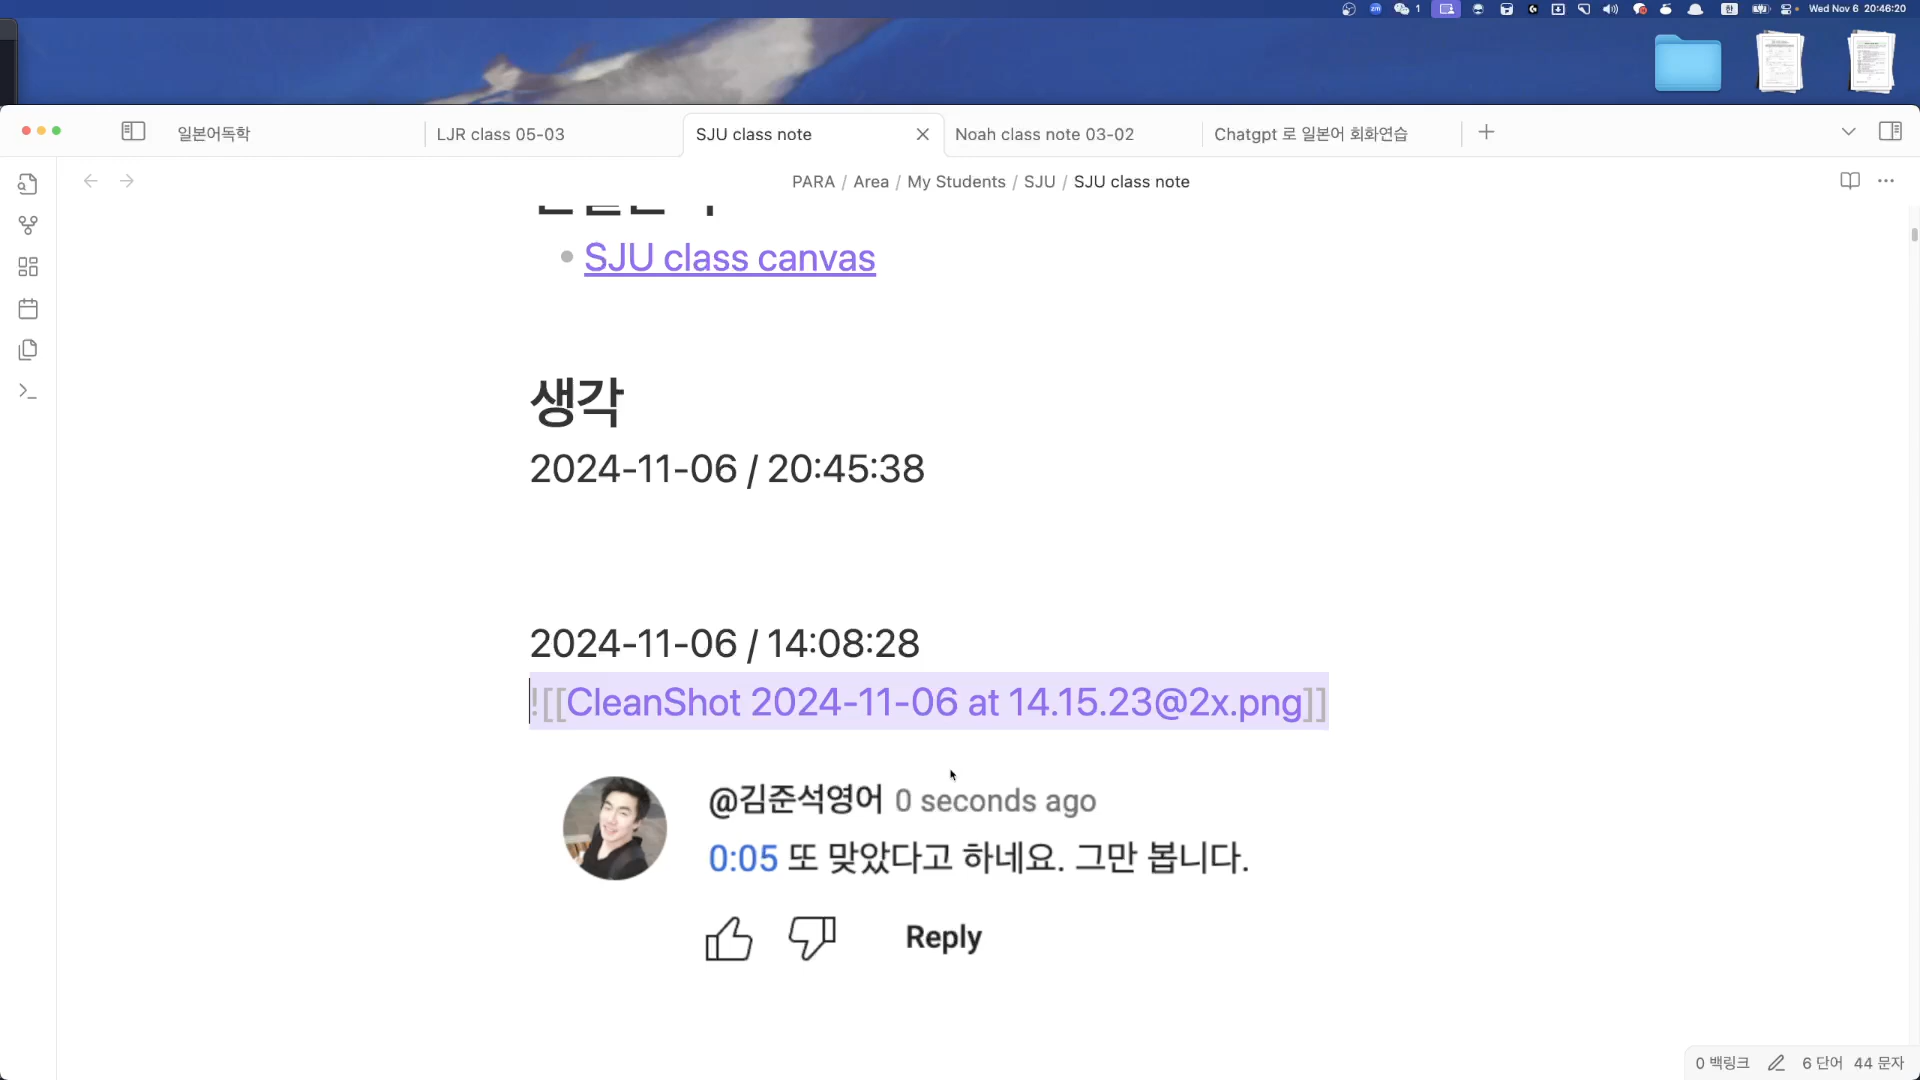 1
Wed Nov 6 20:46:20
일본어독학
LJR class 05-03
SJU class note
Noah class note 03-02
Chatgpt 로 일본어 회화연습
PARA / Area / My Students / SJU / SJU class note
SJU class canvas
생각
2024-11-06 / 20:45:38
2024-11-06 / 14:08:28
![[CleanShot 2024-11-06 at 14.15.23@2x.png]]
@김준석영어 0 seconds ago
0:05 또 맞았다고 하네요. 그만 봅니다.
Reply
0 백링크 6 단어 44 문자